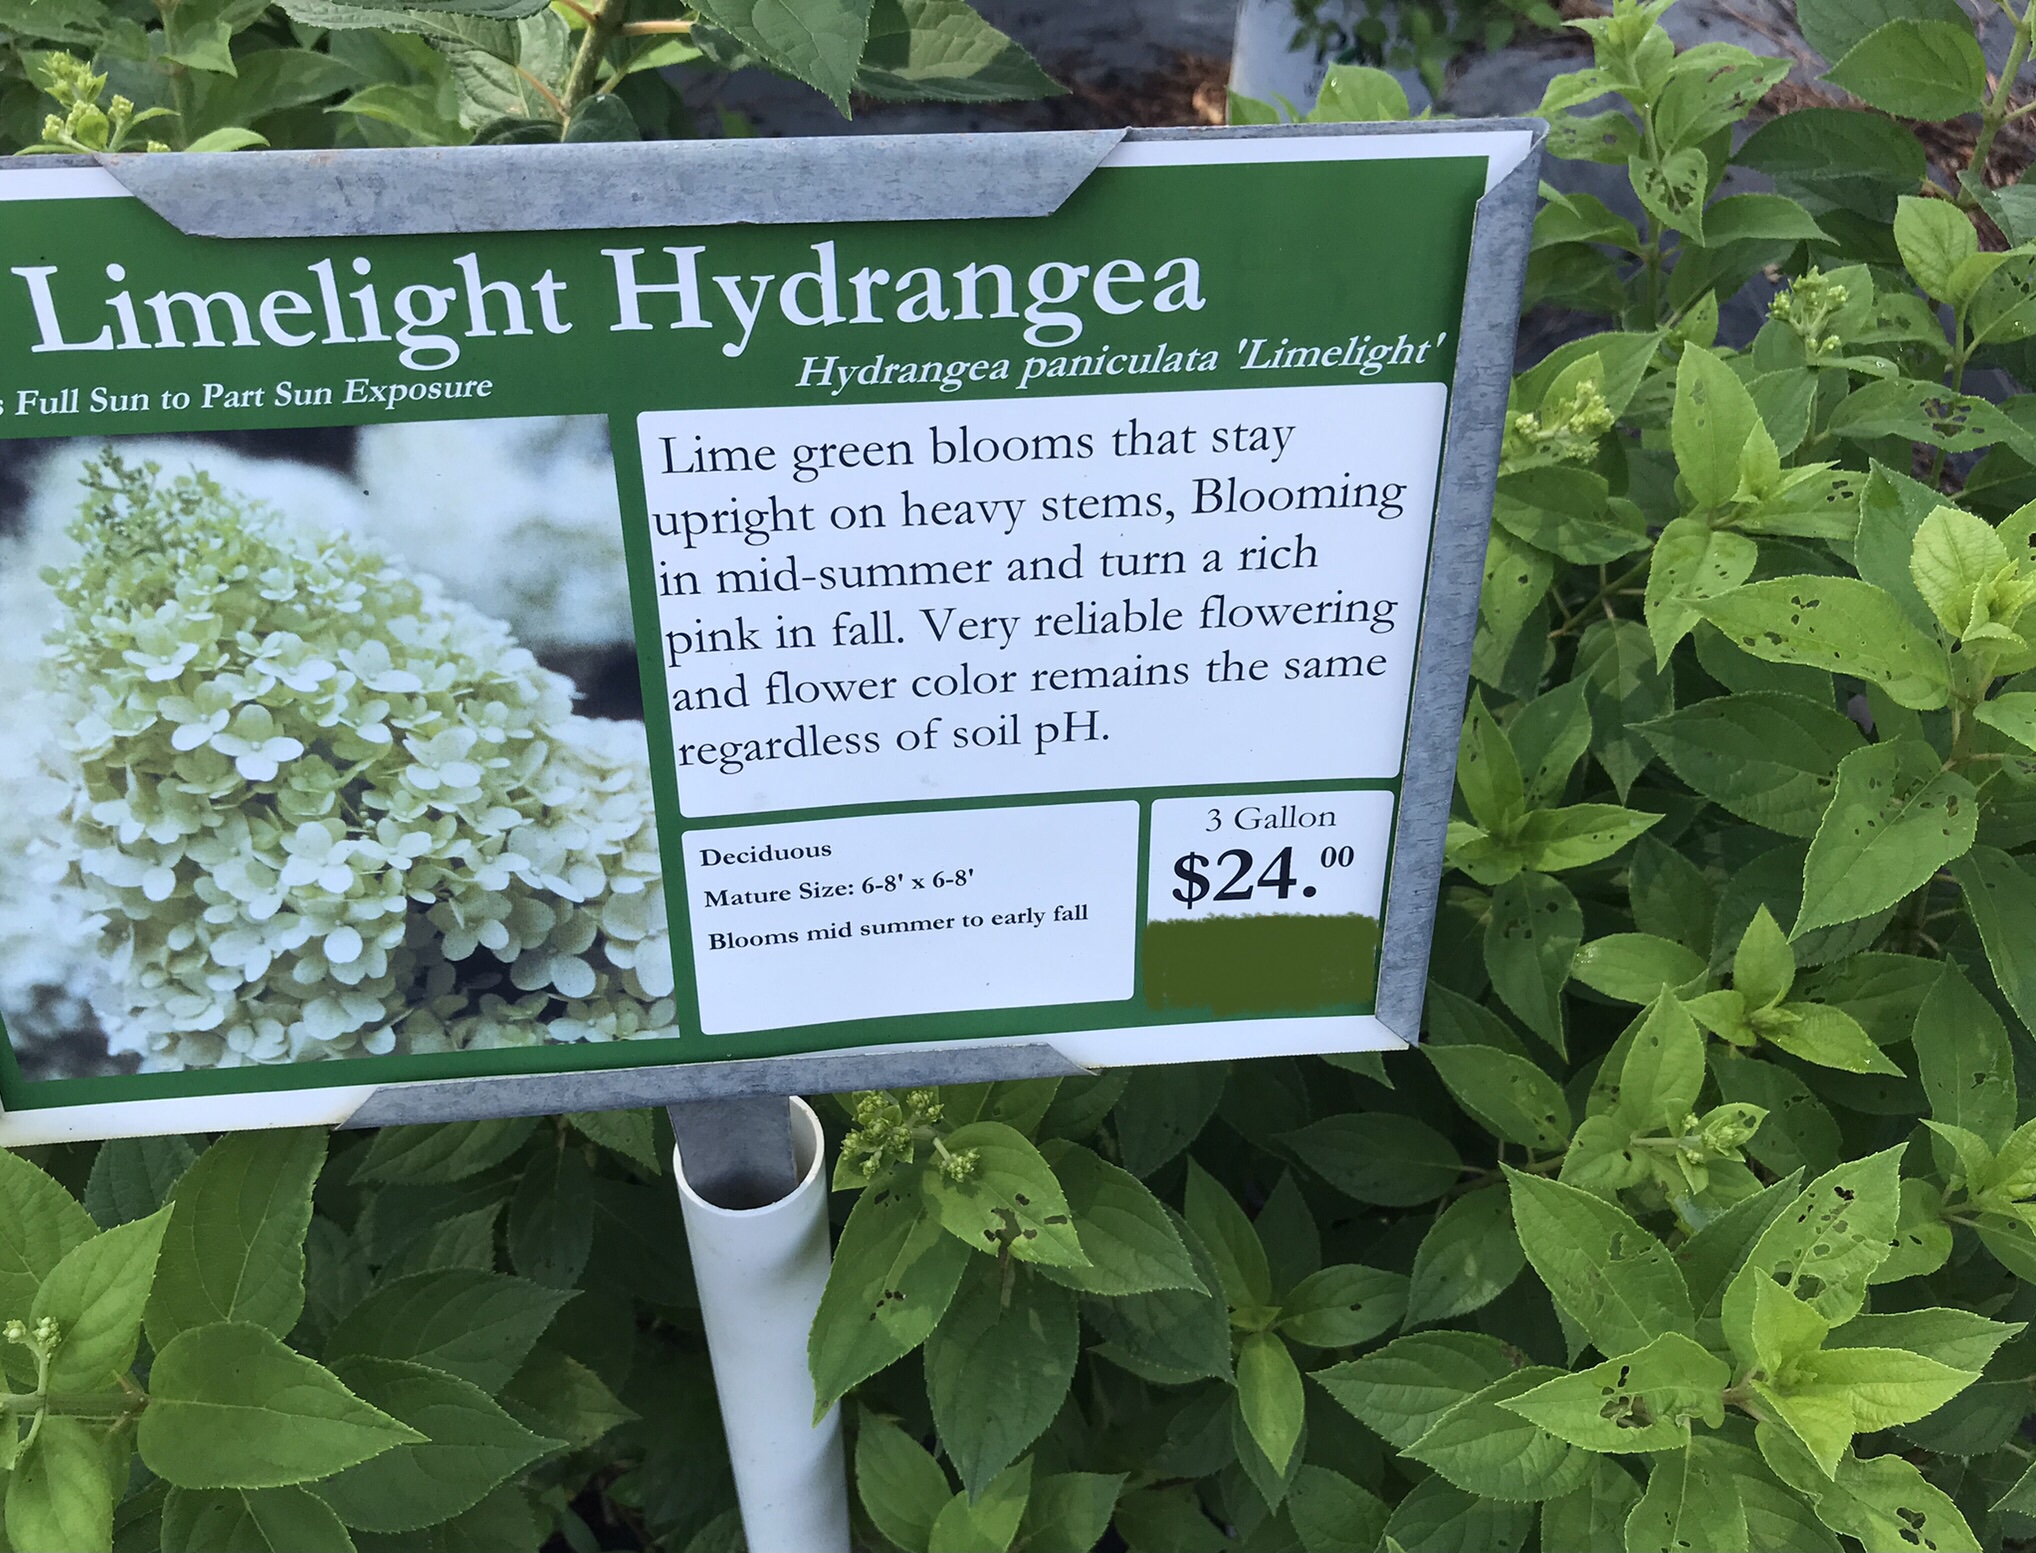 Limelight Hydrangea
Hydrangea paniculata 'Limelight'
Full Sun to Part Sun Exposure
Lime green blooms that stay
upright on heavy stems, Blooming
in mid-summer and turn a rich
pink in fall. Very reliable flowering
and flower color remains the same
regardless of soil pH.
Deciduous
Mature Size: 6-8' x 6-8'
Blooms mid summer to early fall
3 Gallon
$24.00